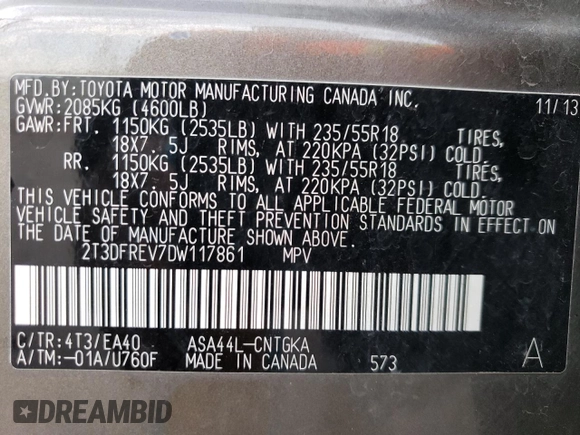 MFD.BY:TOYOTA MOTOR MANUFACTURING CANADA INC. 11/13
GVWR:2085KG (4600LB)
GAWR:FRT. 1150KG (2535LB) WITH 235/55R18 TIRES,
18X7. 5J RIMS, AT 220KPA (32PSI) COLD.
RR. 1150KG (2535LB) WITH 235/55R18 TIRES,
18X7. 5J RIMS, AT 220KPA (32PSI) COLD.
THIS VEHICLE CONFORMS TO ALL APPLICABLE FEDERAL MOTOR
VEHICLE SAFETY AND THEFT PREVENTION STANDARDS IN EFFECT ON
THE DATE OF MANUFACTURE SHOWN ABOVE.
2T3DFREV7DW117861 MPV
C/TR:4T3/EA40 ASA44L-CNTGKA
A/TM:-01A/U760F MADE IN CANADA 573 A
DREAMBID